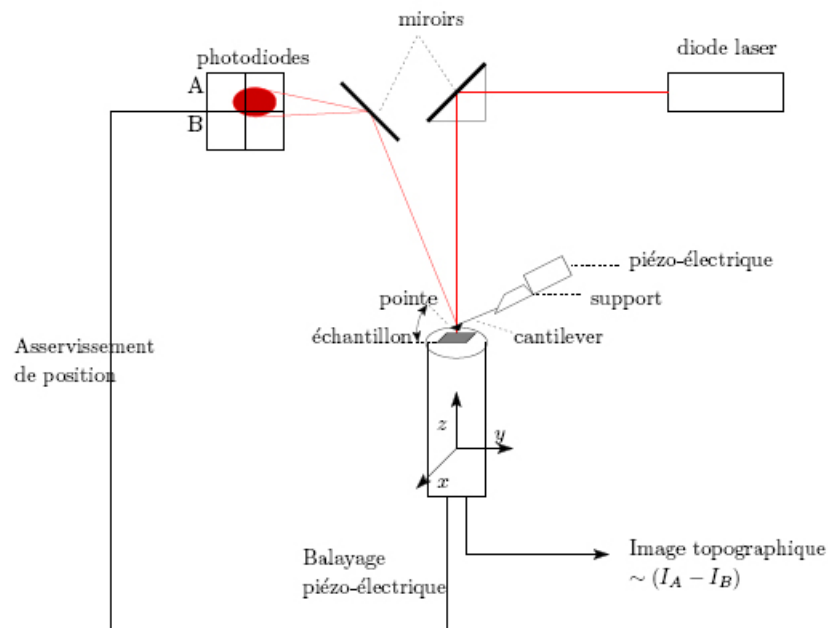 miroirs
photodiodes
diode laser
A
B
piézo-électrique
pointe
support
échantillon
cantilever
Asservissement
de position
z
y
x
Balayage
piézo-électrique
Image topographique
∼ (I_A − I_B)